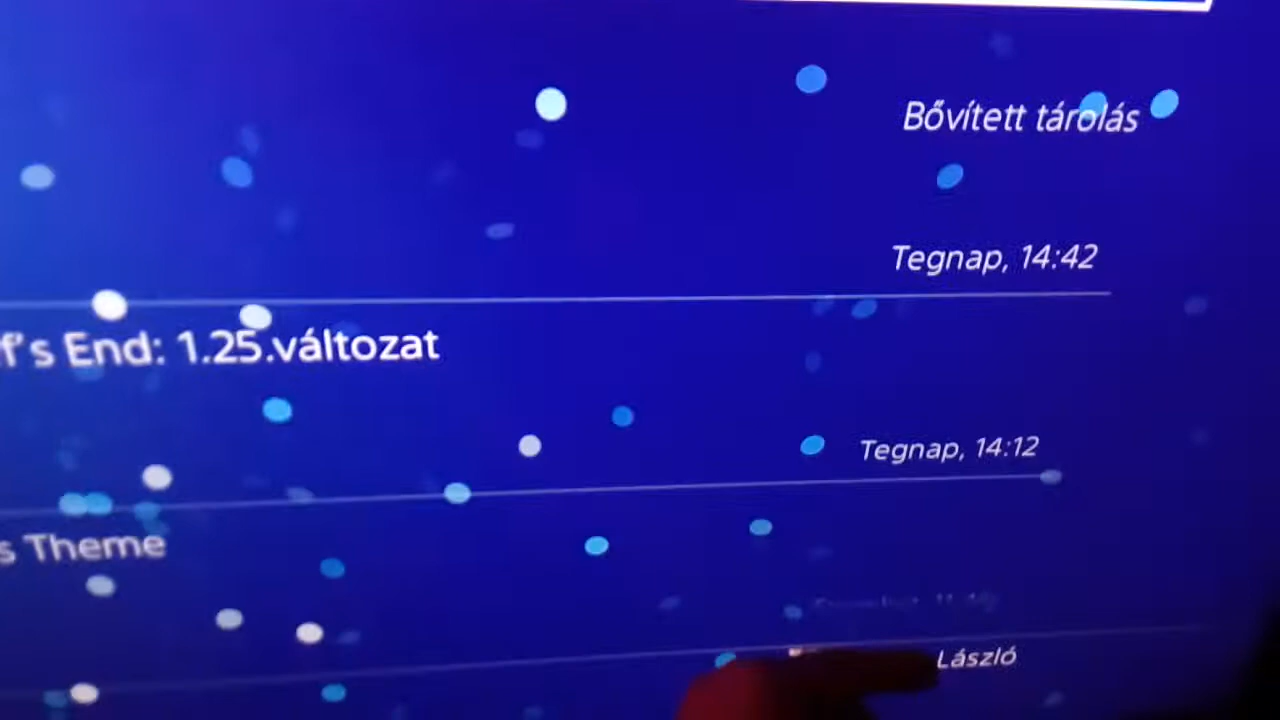 Bővített tárolás
Tegnap, 14:42
f's End: 1.25.változat
Tegnap, 14:12
s Theme
László